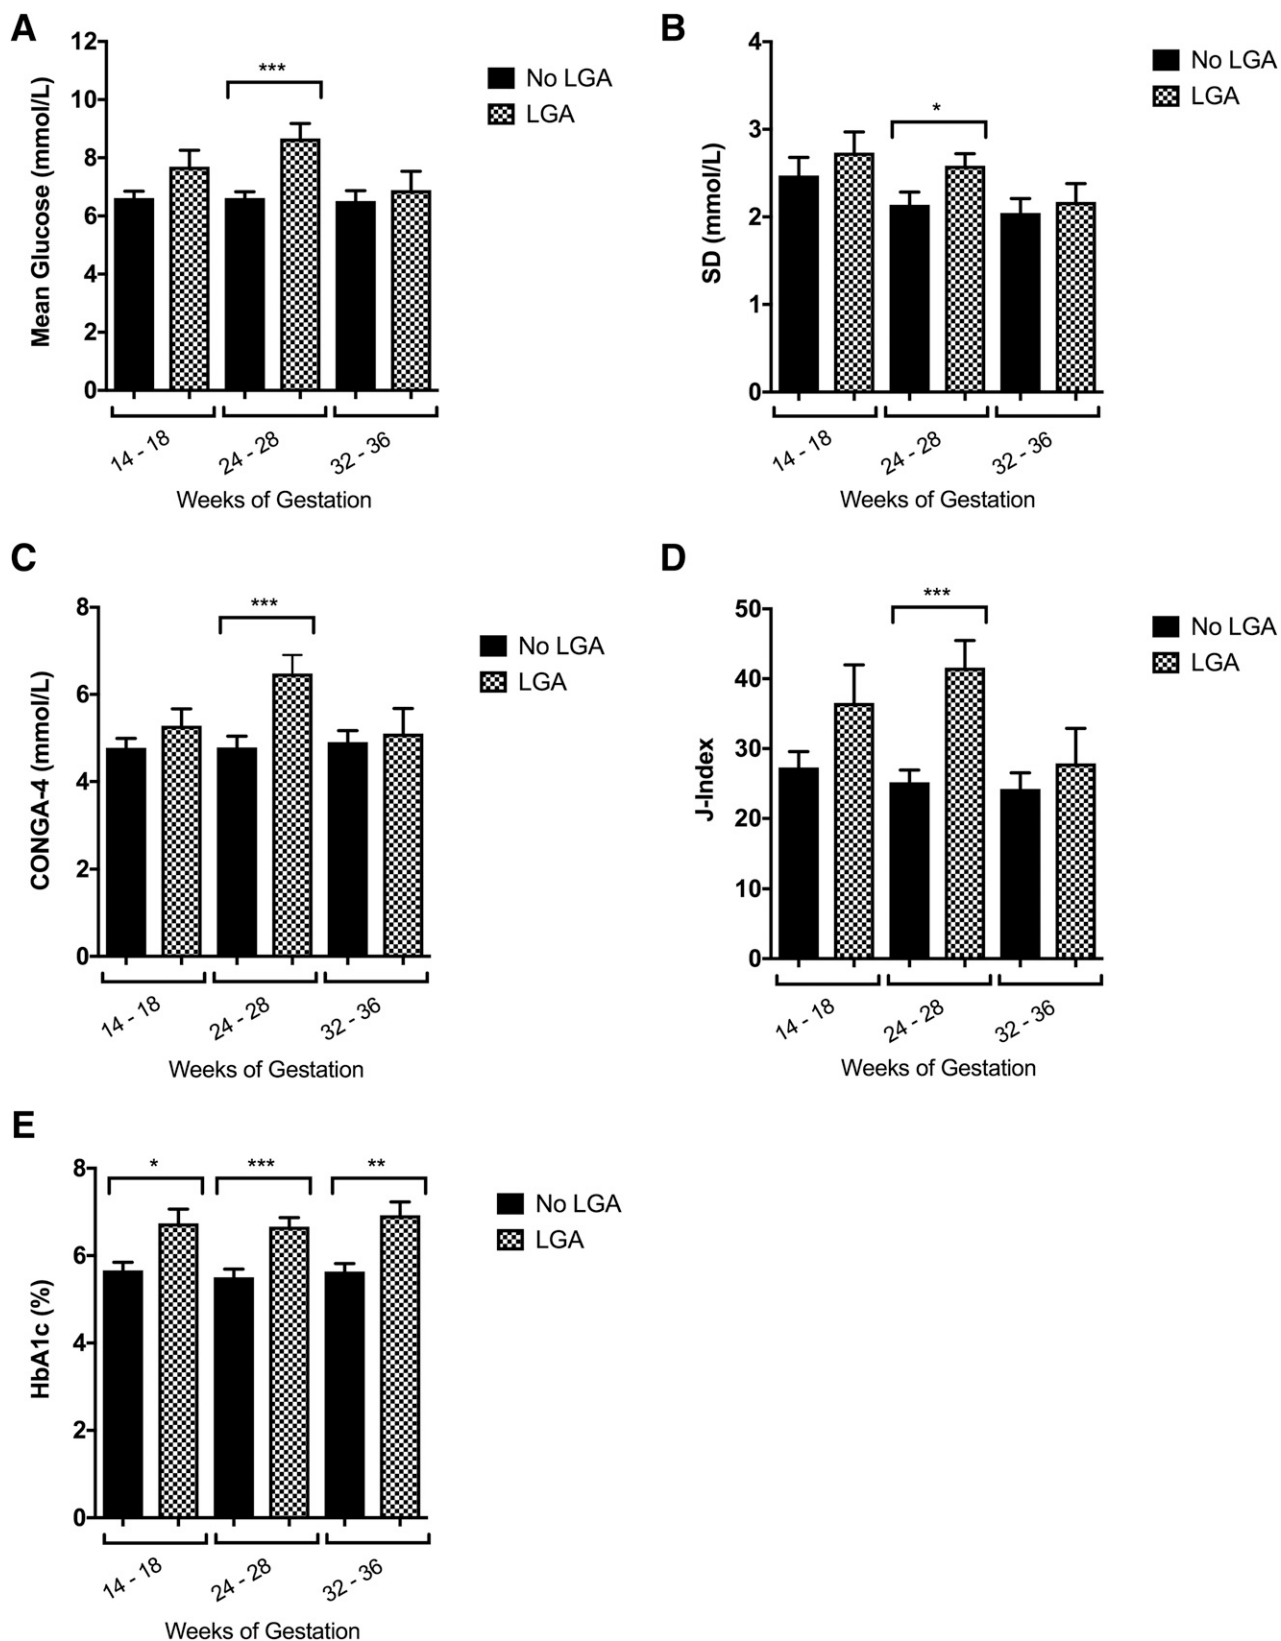 A
Mean Glucose (mmol/L)
12
10
8
6
4
2
0
***
No LGA
LGA
14 - 18
24 - 28
32 - 36
Weeks of Gestation
B
SD (mmol/L)
4
3
2
1
0
*
No LGA
LGA
14 - 18
24 - 28
32 - 36
Weeks of Gestation
C
CONGA-4 (mmol/L)
8
6
4
2
0
***
No LGA
LGA
14 - 18
24 - 28
32 - 36
Weeks of Gestation
D
J-Index
50
40
30
20
10
0
***
No LGA
LGA
14 - 18
24 - 28
32 - 36
Weeks of Gestation
E
HbA1c (%)
8
6
4
2
0
*
***
**
No LGA
LGA
14 - 18
24 - 28
32 - 36
Weeks of Gestation